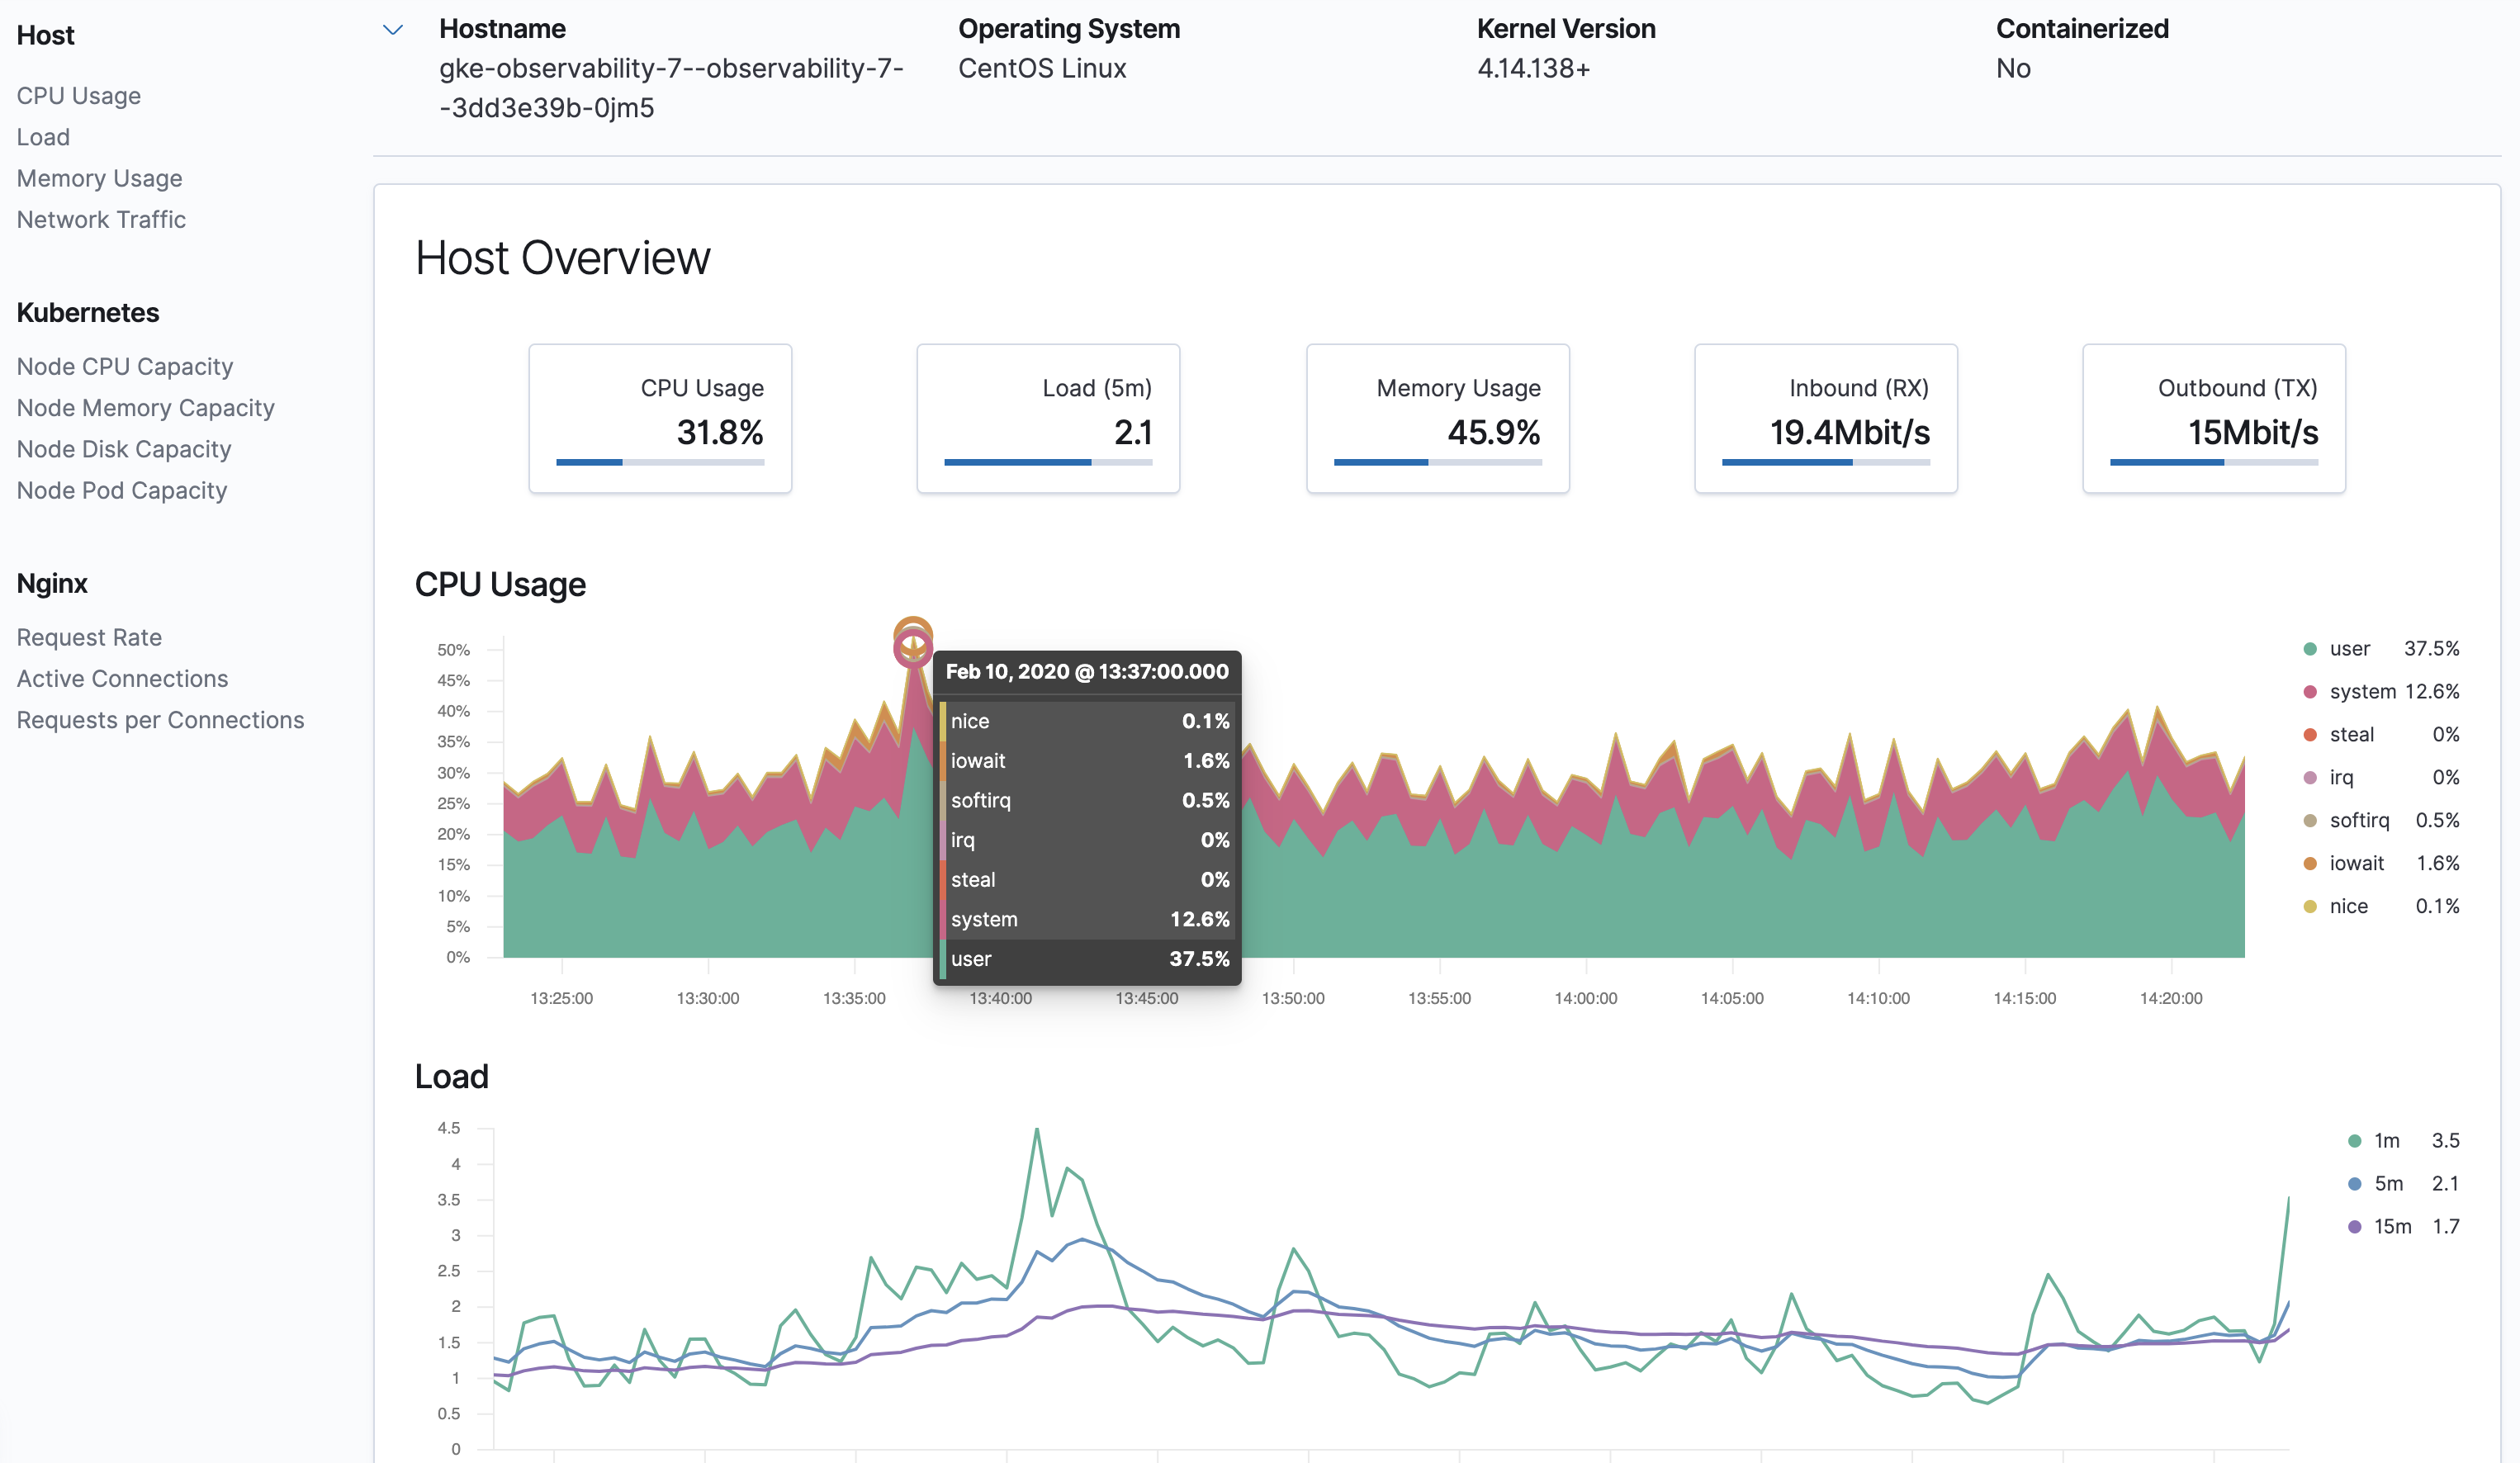 Host
CPU Usage
Load
Memory Usage
Network Traffic
Kubernetes
Node CPU Capacity
Node Memory Capacity
Node Disk Capacity
Node Pod Capacity
Nginx
Request Rate
Active Connections
Requests per Connections
Hostname
gke-observability-7--observability-7-
-3dd3e39b-0jm5
Operating System
CentOS Linux
Kernel Version
4.14.138+
Containerized
No
Host Overview
CPU Usage
31.8%
Load (5m)
2.1
Memory Usage
45.9%
Inbound (RX)
19.4Mbit/s
Outbound (TX)
15Mbit/s
CPU Usage
50%
45%
40%
35%
30%
25%
20%
15%
10%
5%
0%
Feb 10, 2020 @ 13:37:00.000
nice 0.1%
iowait 1.6%
softirq 0.5%
irq 0%
steal 0%
system 12.6%
user 37.5%
13:25:00 13:30:00 13:35:00 13:40:00 13:45:00 13:50:00 13:55:00 14:00:00 14:05:00 14:10:00 14:15:00 14:20:00
user 37.5%
system 12.6%
steal 0%
irq 0%
softirq 0.5%
iowait 1.6%
nice 0.1%
Load
4.5
4
3.5
3
2.5
2
1.5
1
0.5
0
1m 3.5
5m 2.1
15m 1.7